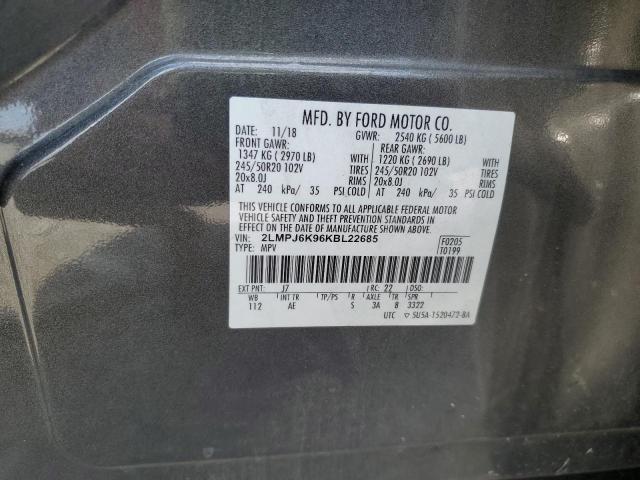 MFD. BY FORD MOTOR CO.
DATE: 11/18 GVWR: 2540 KG ( 5600 LB)
FRONT GAWR: REAR GAWR:
1347 KG ( 2970 LB) WITH 1220 KG ( 2690 LB) WITH
245/50R20 102V TIRES 245/50R20 102V TIRES
20x8.0J RIMS 20x8.0J RIMS
AT 240 kPa/ 35 PSI COLD AT 240 kPa/ 35 PSI COLD
THIS VEHICLE CONFORMS TO ALL APPLICABLE FEDERAL MOTOR
VEHICLE SAFETY AND THEFT PREVENTION STANDARDS IN
EFFECT ON THE DATE OF MANUFACTURE SHOWN ABOVE.
VIN: 2LMPJ6K96KBL22685 F0205
TYPE: MPV T0199
EXT PNT: J7 RC: 22 DSO:
WB INT TR TP/PS R AXLE TR SPR
112 AE S 3A 8 3322
UTC ▽ 5U5A-1520472-BA